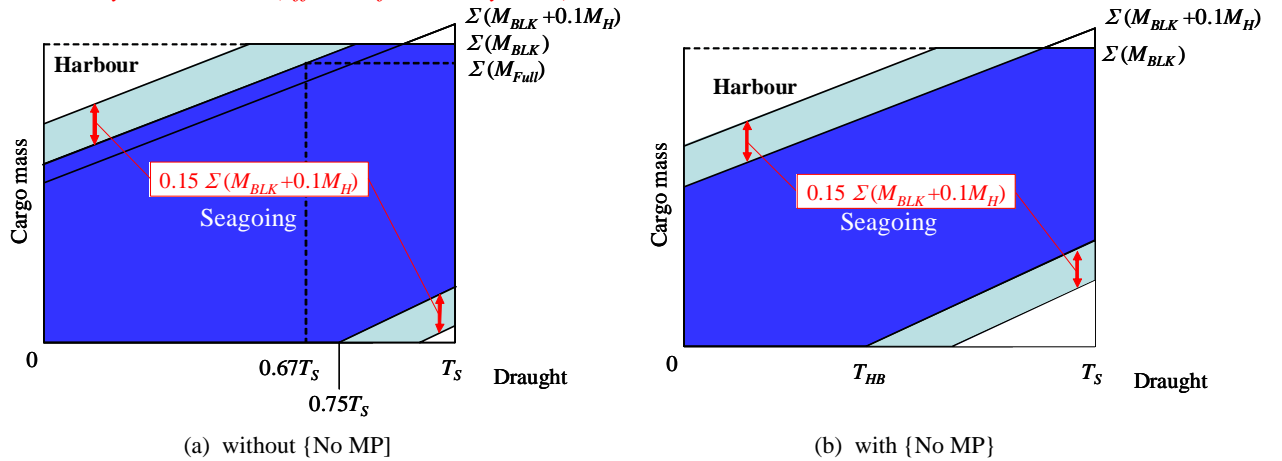 Σ(M_BLK+0.1M_H)
Σ(M_BLK)
Σ(M_Full)
Harbour
Cargo mass
0.15 Σ(M_BLK+0.1M_H)
Seagoing
0
0.67T_S
T_S
Draught
0.75T_S
(a) without {No MP]
Σ(M_BLK+0.1M_H)
Σ(M_BLK)
Harbour
Cargo mass
0.15 Σ(M_BLK+0.1M_H)
Seagoing
0
T_HB
T_S
Draught
(b) with {No MP}